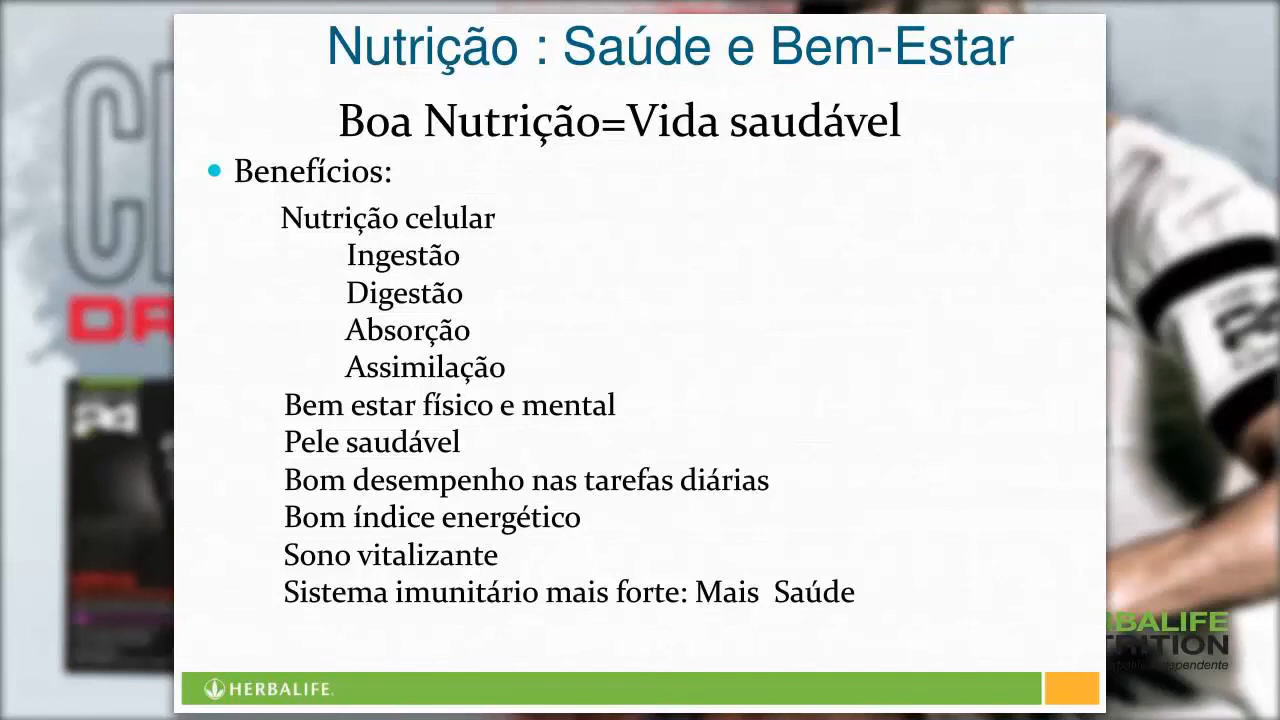 Nutrição : Saúde e Bem-Estar
Boa Nutrição=Vida saudável
Benefícios:
Nutrição celular
Ingestão
Digestão
Absorção
Assimilação
Bem estar físico e mental
Pele saudável
Bom desempenho nas tarefas diárias
Bom índice energético
Sono vitalizante
Sistema imunitário mais forte: Mais  Saúde
HERBALIFE